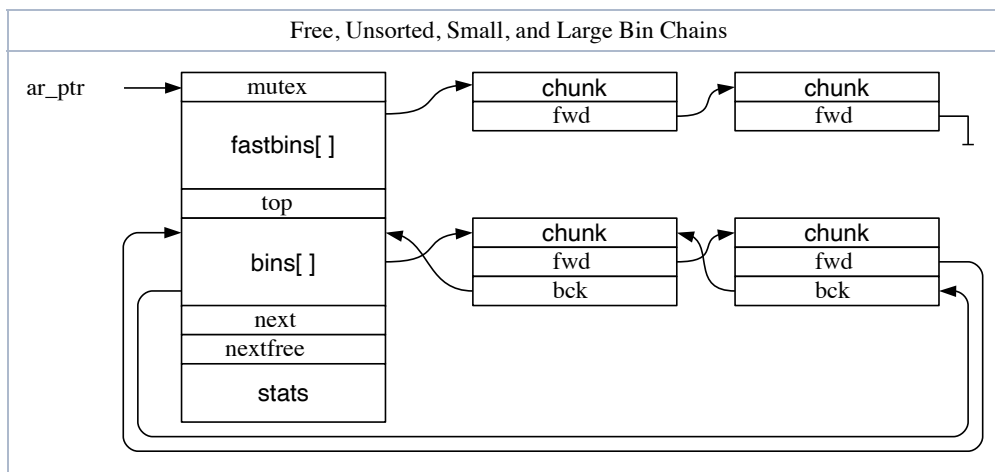 Free, Unsorted, Small, and Large Bin Chains
ar_ptr
mutex
fastbins[ ]
top
bins[ ]
next
nextfree
stats
chunk
fwd
chunk
fwd
chunk
fwd
bck
chunk
fwd
bck